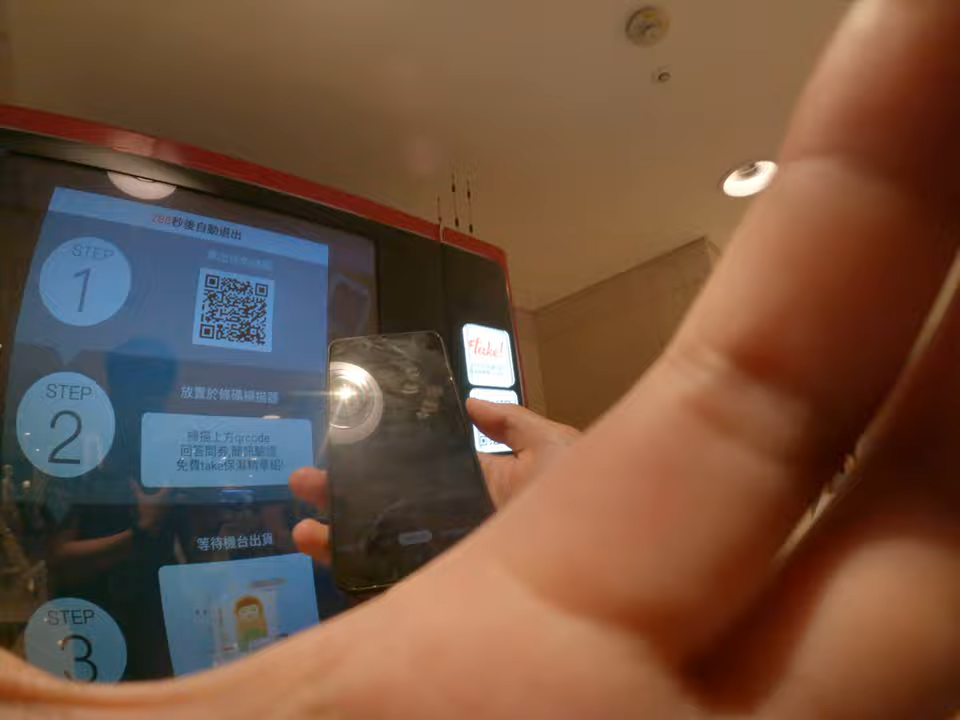 秒後自動退出
STEP
1
STEP
2
放置於條碼掃描器
掃描上方qrcode
回答問卷,簡訊驗證
免費take保濕精華組!
等待機台出貨
STEP
3
take!